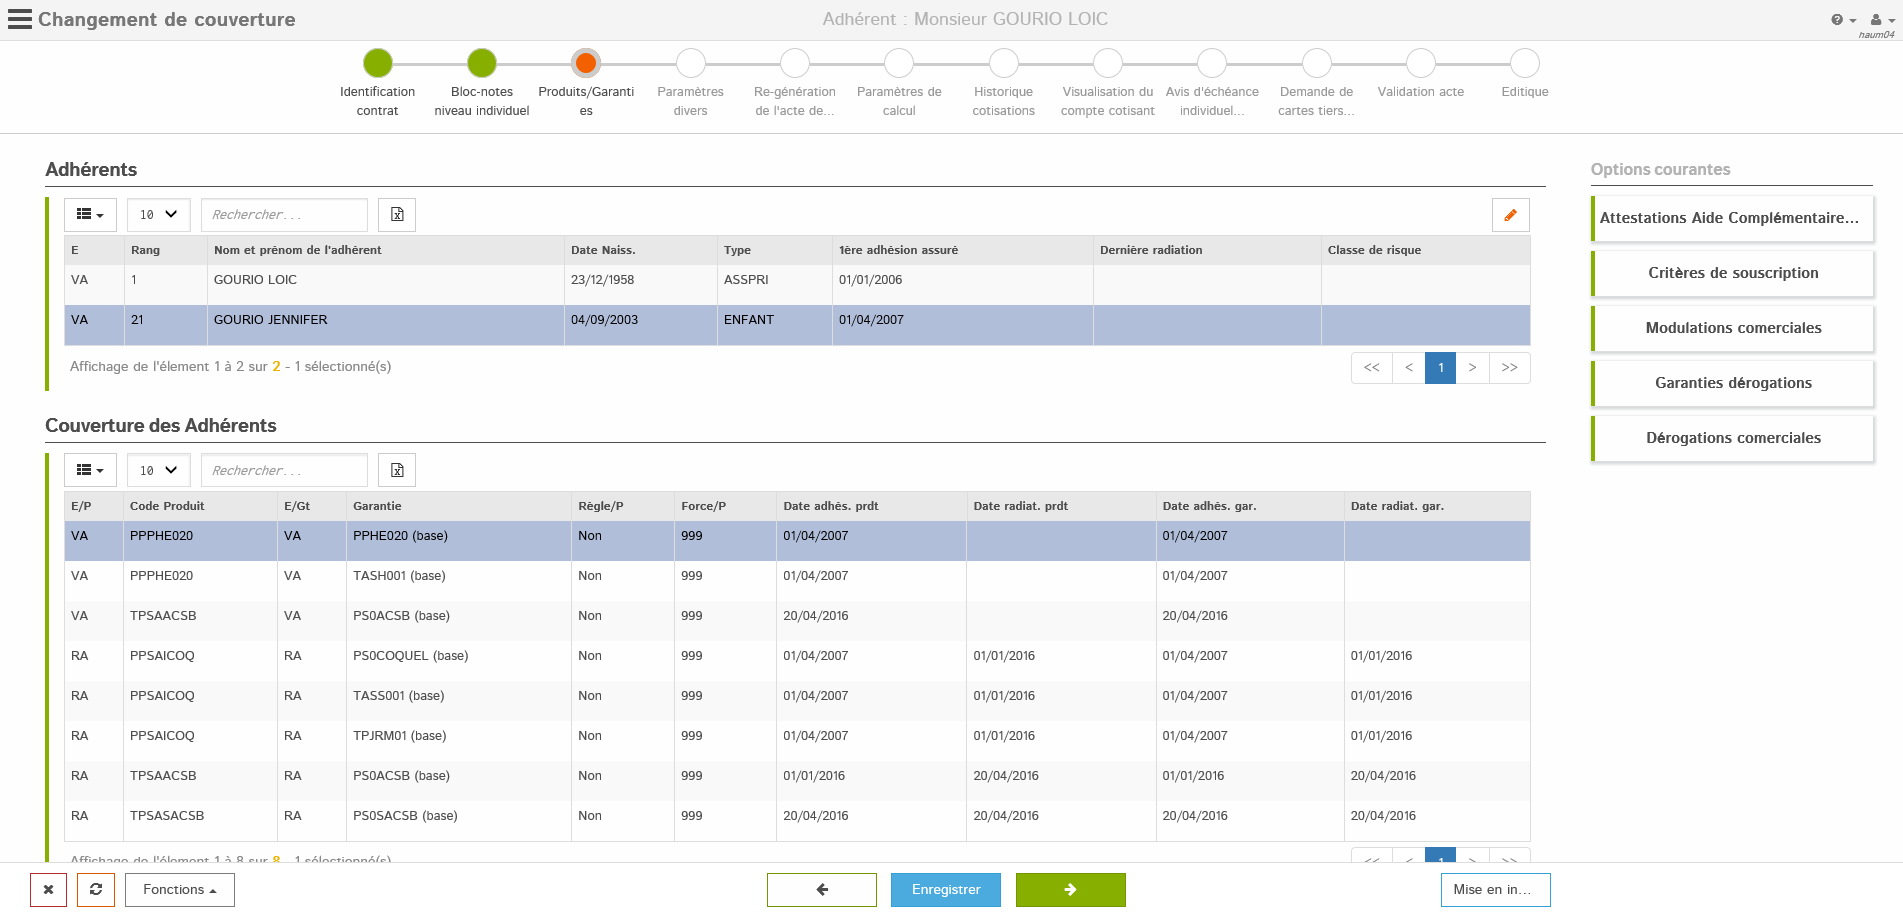 Changement de couverture
Adhérent : Monsieur GOURIO LOIC
haum04
Identification contrat
Bloc-notes niveau individuel
Produits/Garanti es
Paramètres divers
Re-génération de l'acte de...
Paramètres de calcul
Historique cotisations
Visualisation du compte cotisant
Avis d'échéance individuel...
Demande de cartes tiers...
Validation acte
Editique
Adhérents
10 Rechercher...
E Rang Nom et prénom de l'adhérent Date Naiss. Type 1ère adhésion assuré Dernière radiation Classe de risque
VA 1 GOURIO LOIC 23/12/1958 ASSPRI 01/01/2006
VA 21 GOURIO JENNIFER 04/09/2003 ENFANT 01/04/2007
Affichage de l'élement 1 à 2 sur 2 - 1 sélectionné(s)
<< < 1 > >>
Couverture des Adhérents
10 Rechercher...
E/P Code Produit E/Gt Garantie Règle/P Force/P Date adhés. prdt Date radiat. prdt Date adhés. gar. Date radiat. gar.
VA PPPHE020 VA PPHE020 (base) Non 999 01/04/2007 01/04/2007
VA PPPHE020 VA TASH001 (base) Non 999 01/04/2007 01/04/2007
VA TPSAACSB VA PS0ACSB (base) Non 999 20/04/2016 20/04/2016
RA PPSAICOQ RA PS0COQUEL (base) Non 999 01/04/2007 01/01/2016 01/04/2007 01/01/2016
RA PPSAICOQ RA TASS001 (base) Non 999 01/04/2007 01/01/2016 01/04/2007 01/01/2016
RA PPSAICOQ RA TPJRM01 (base) Non 999 01/04/2007 01/01/2016 01/04/2007 01/01/2016
RA TPSAACSB RA PS0ACSB (base) Non 999 01/01/2016 20/04/2016 01/01/2016 20/04/2016
RA TPSASACSB RA PS0SACSB (base) Non 999 20/04/2016 20/04/2016 20/04/2016 20/04/2016
Affichage de l'élement 1 à 8 sur 8 - 1 sélectionné(s)
<< < 1 > >>
Options courantes
Attestations Aide Complémentaire...
Critères de souscription
Modulations comerciales
Garanties dérogations
Dérogations comerciales
Fonctions
Enregistrer
Mise en in...